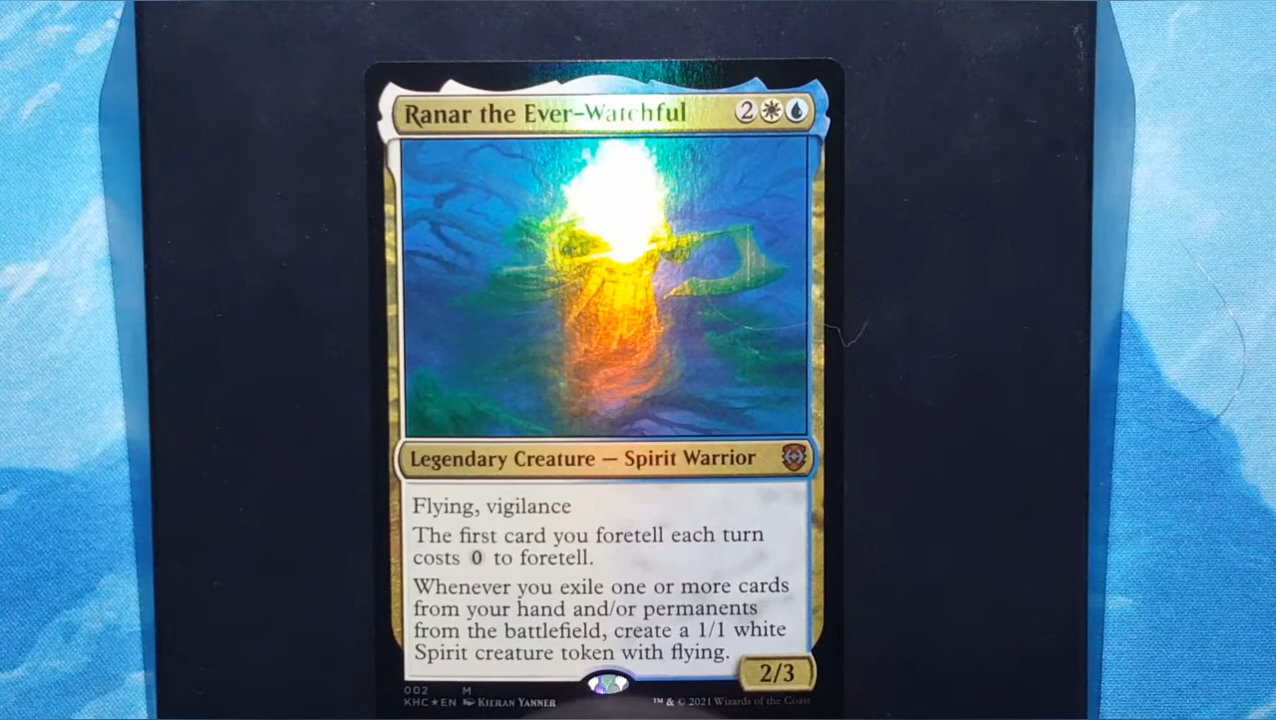 Ranar the Ever-Watchful 2
Legendary Creature — Spirit Warrior
Flying, vigilance
The first card you foretell each turn
costs 0 to foretell.
Whenever you exile one or more cards
from your hand and/or permanents
from the battlefield, create a 1/1 white
Spirit creature token with flying.
2/3
002 M
KHC★EN Kieran Yanner ™ & © 2021 Wizards of the Coast